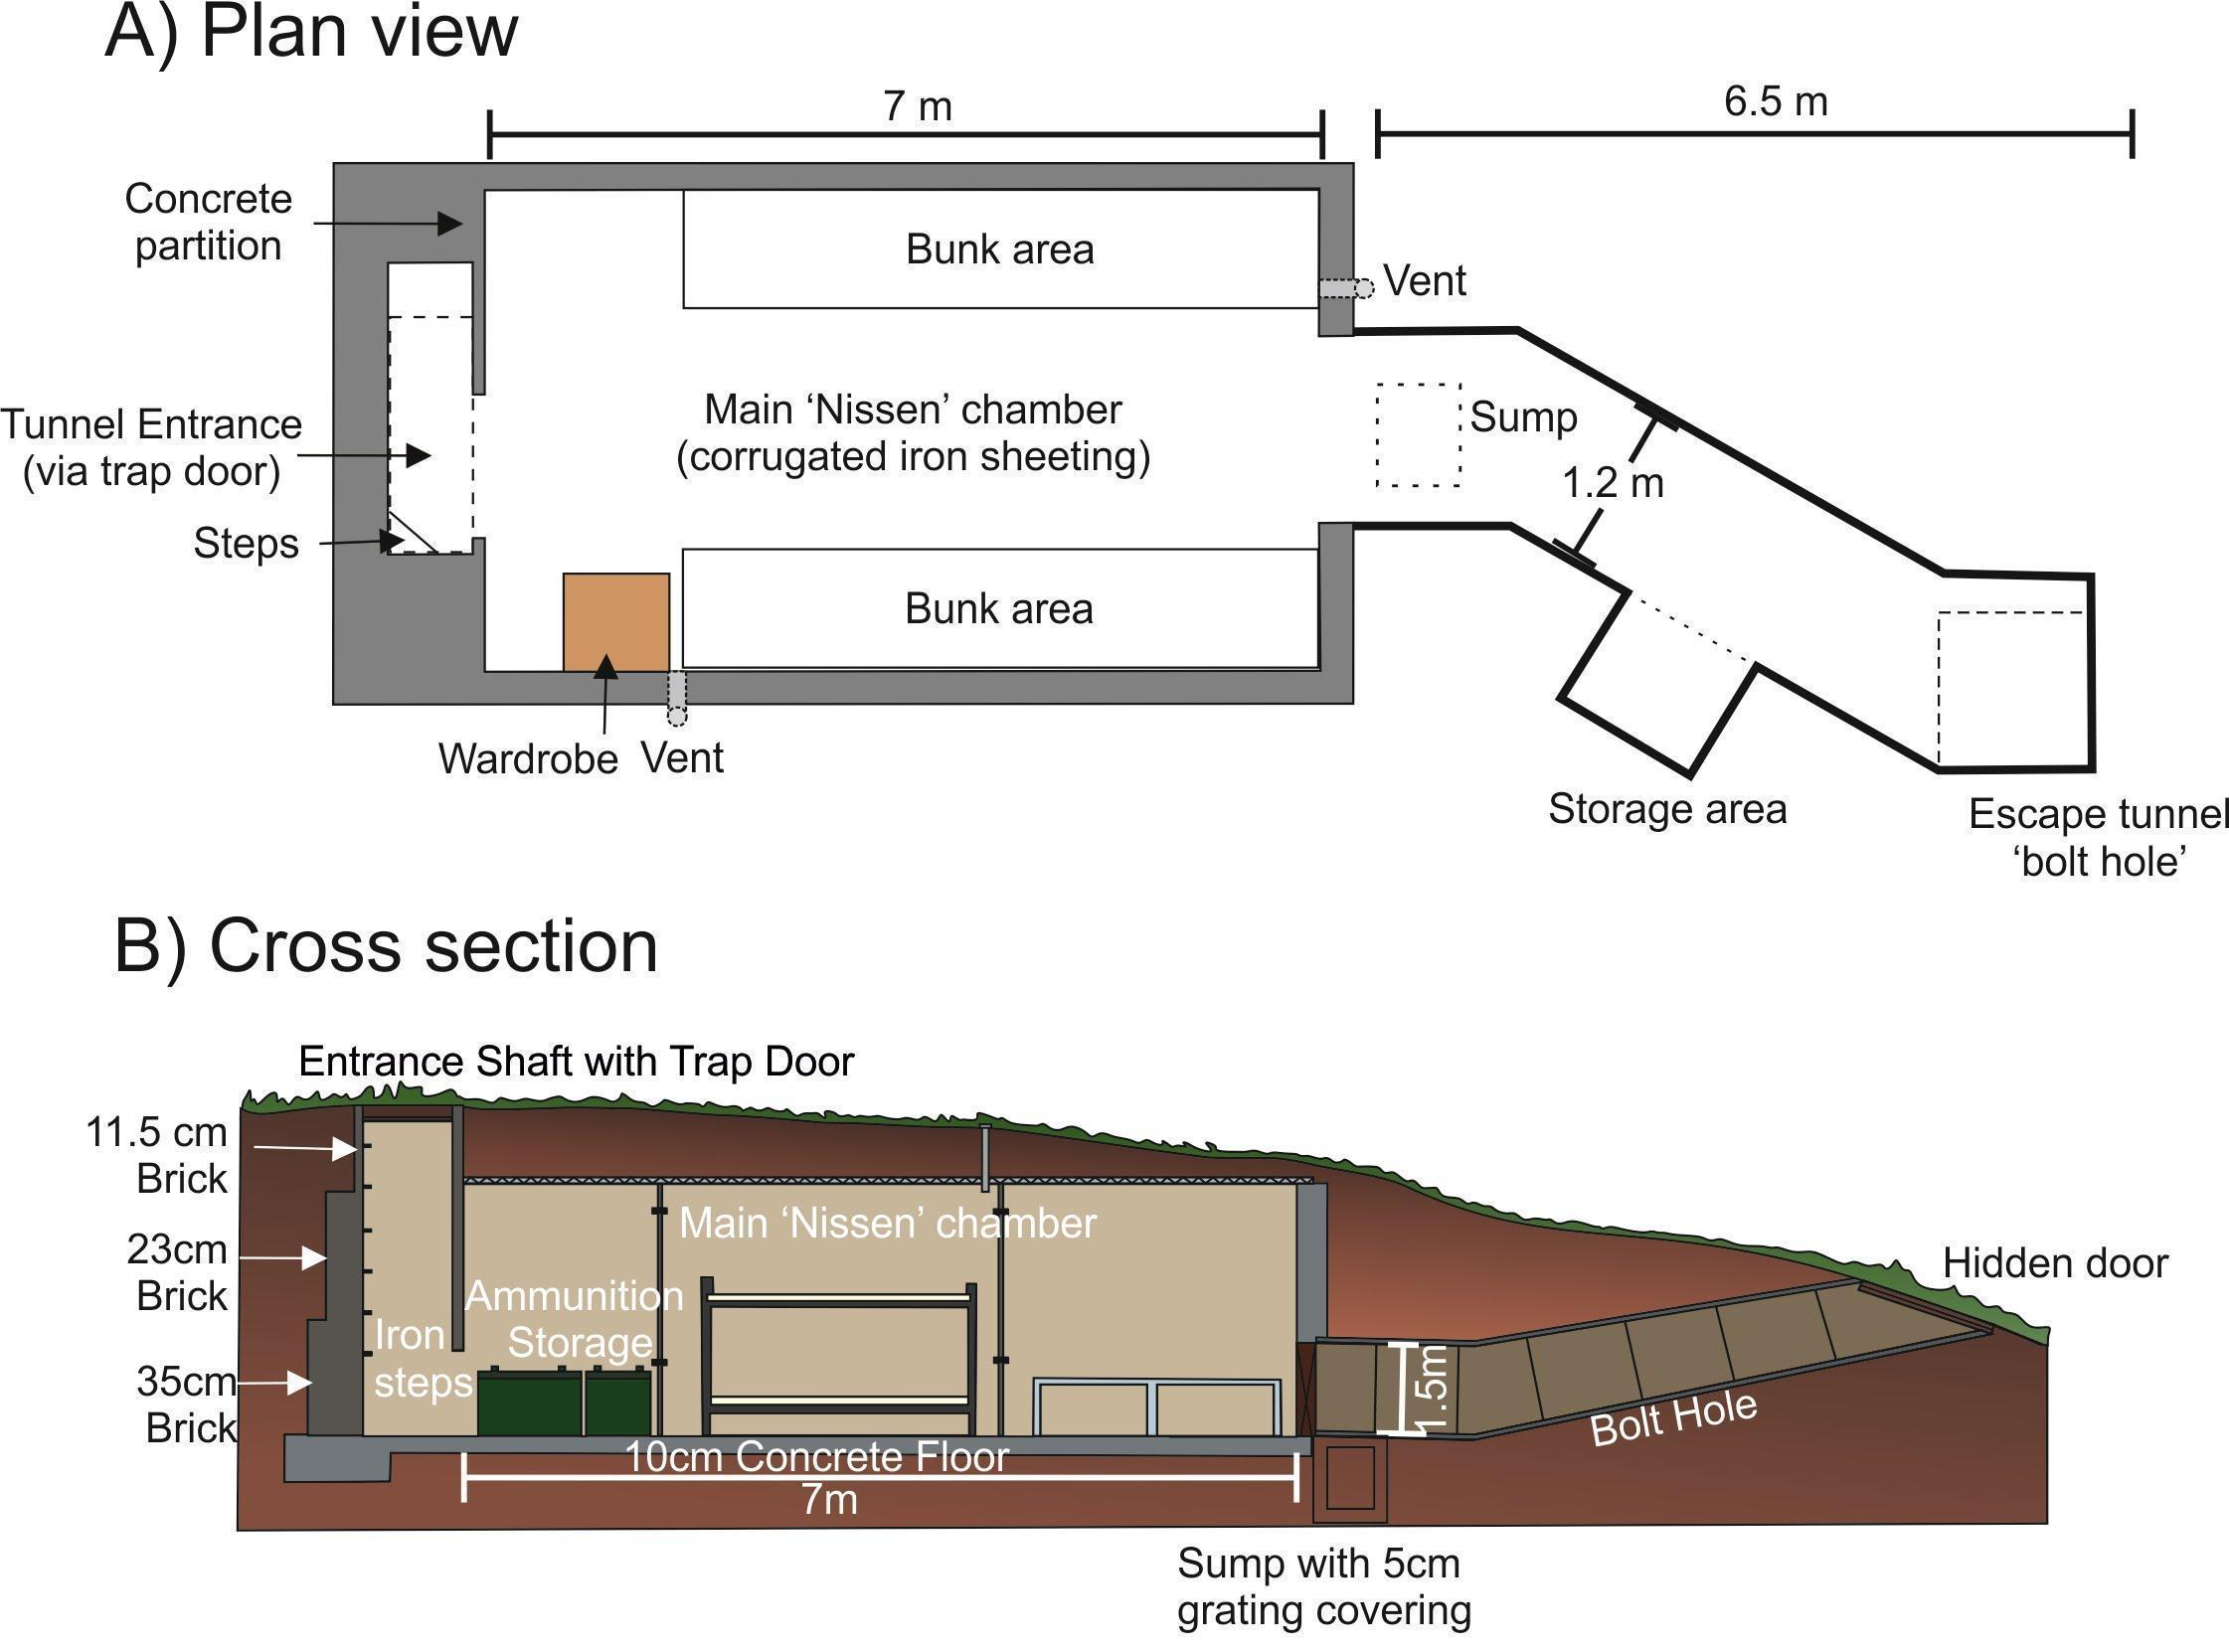 A) Plan view
7 m
6.5 m
Concrete
partition
Bunk area
Vent
Main ‘Nissen’ chamber
(corrugated iron sheeting)
Sump
1.2 m
Tunnel Entrance
(via trap door)
Steps
Bunk area
Wardrobe
Vent
Storage area
Escape tunnel
‘bolt hole’
B) Cross section
Entrance Shaft with Trap Door
11.5 cm
Brick
23cm
Brick
35cm
Brick
Iron
steps
Ammunition
Storage
Main ‘Nissen’ chamber
Hidden door
1.5m
Bolt Hole
10cm Concrete Floor
7m
Sump with 5cm
grating covering